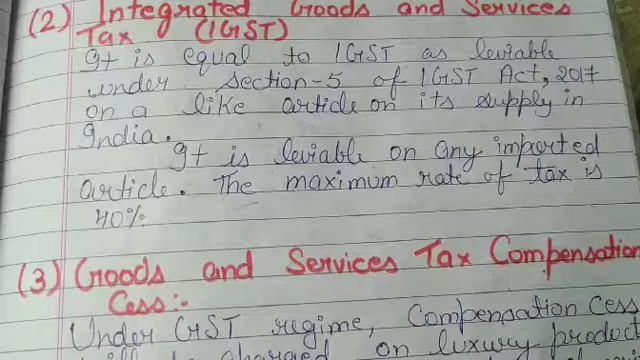 (2) Integrated Goods and Services
Tax (IGST)
It is equal to IGST as leviable
under section-5 of IGST Act, 2017
on a like article on its supply in
India.
It is leviable on any imported
article. The maximum rate of tax is
40%
(3) Goods and Services Tax Compensation
Cess:-
Under GST regime, Compensation Cess
charged on luxury product